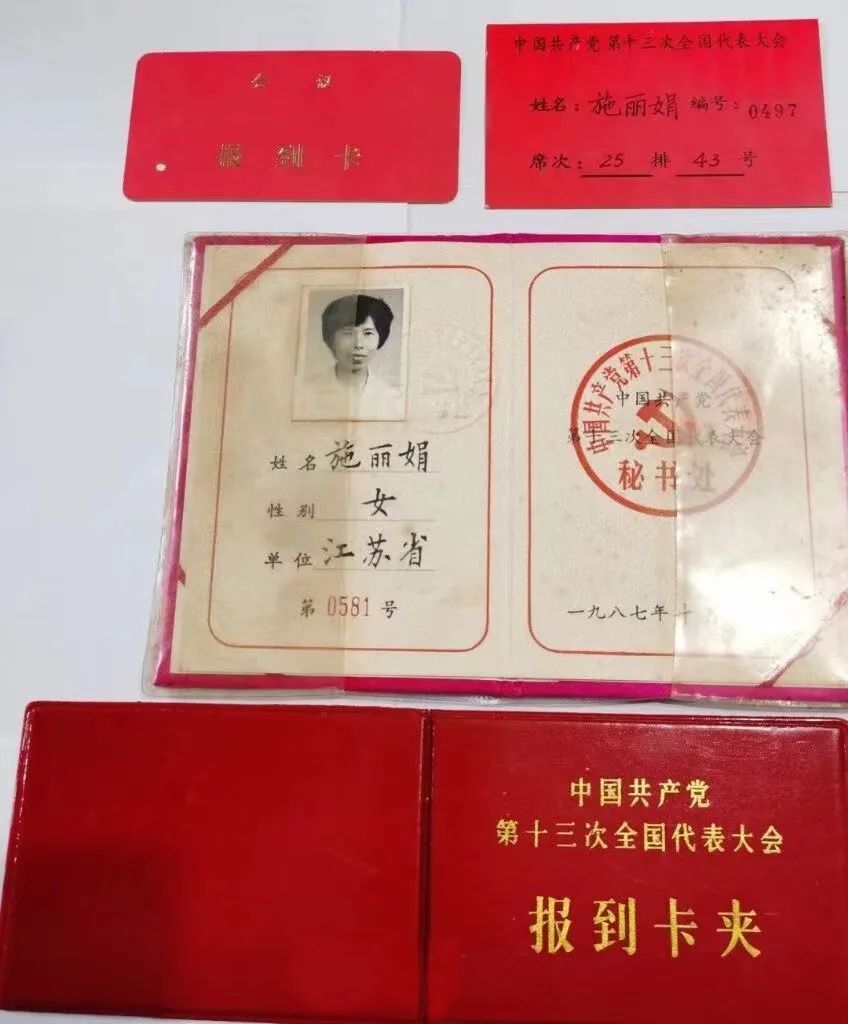 会议
报到卡
中国共产党第十三次全国代表大会
姓名：施丽娟 编号：0497
席次：25 排 43 号
姓名 施丽娟
性别 女
单位 江苏省
第 0581 号
中国共产党第十三次全国代表大会
秘书处
中国共产党
第十三次全国代表大会
一九八七年十
中国共产党
第十三次全国代表大会
报到卡夹